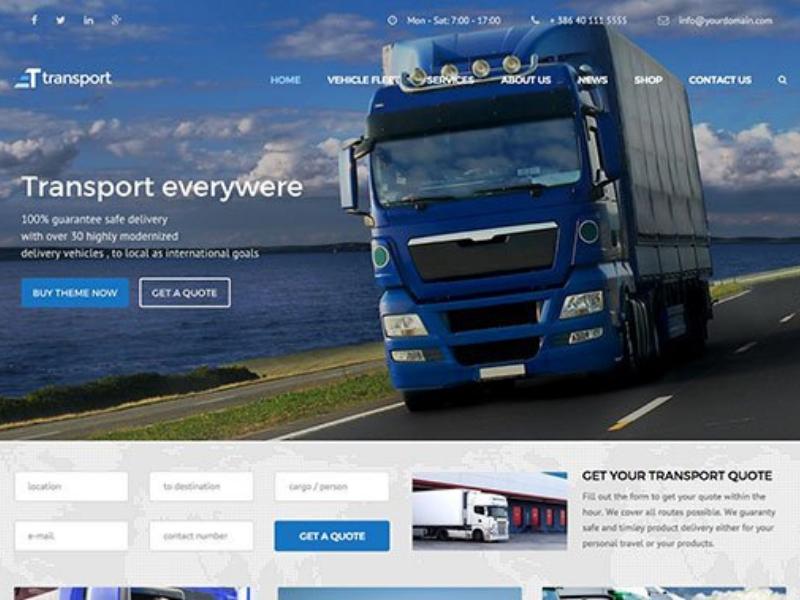 f in g+ Mon - Sat: 7:00 - 17:00 + 386 40 111 5555 info@yourdomain.com
transport HOME VEHICLE FLEET SERVICES ABOUT US NEWS SHOP CONTACT US
Transport everywere
100% guarantee safe delivery
with over 30 highly modernized
delivery vehicles , to local as international goals
BUY THEME NOW GET A QUOTE
location to destination cargo / person
e-mail contact number GET A QUOTE
GET YOUR TRANSPORT QUOTE
Fill out the form to get your quote within the
hour. We cover all routes possible. We guaranty
safe and timley product delivery either for your
personal travel or your products.